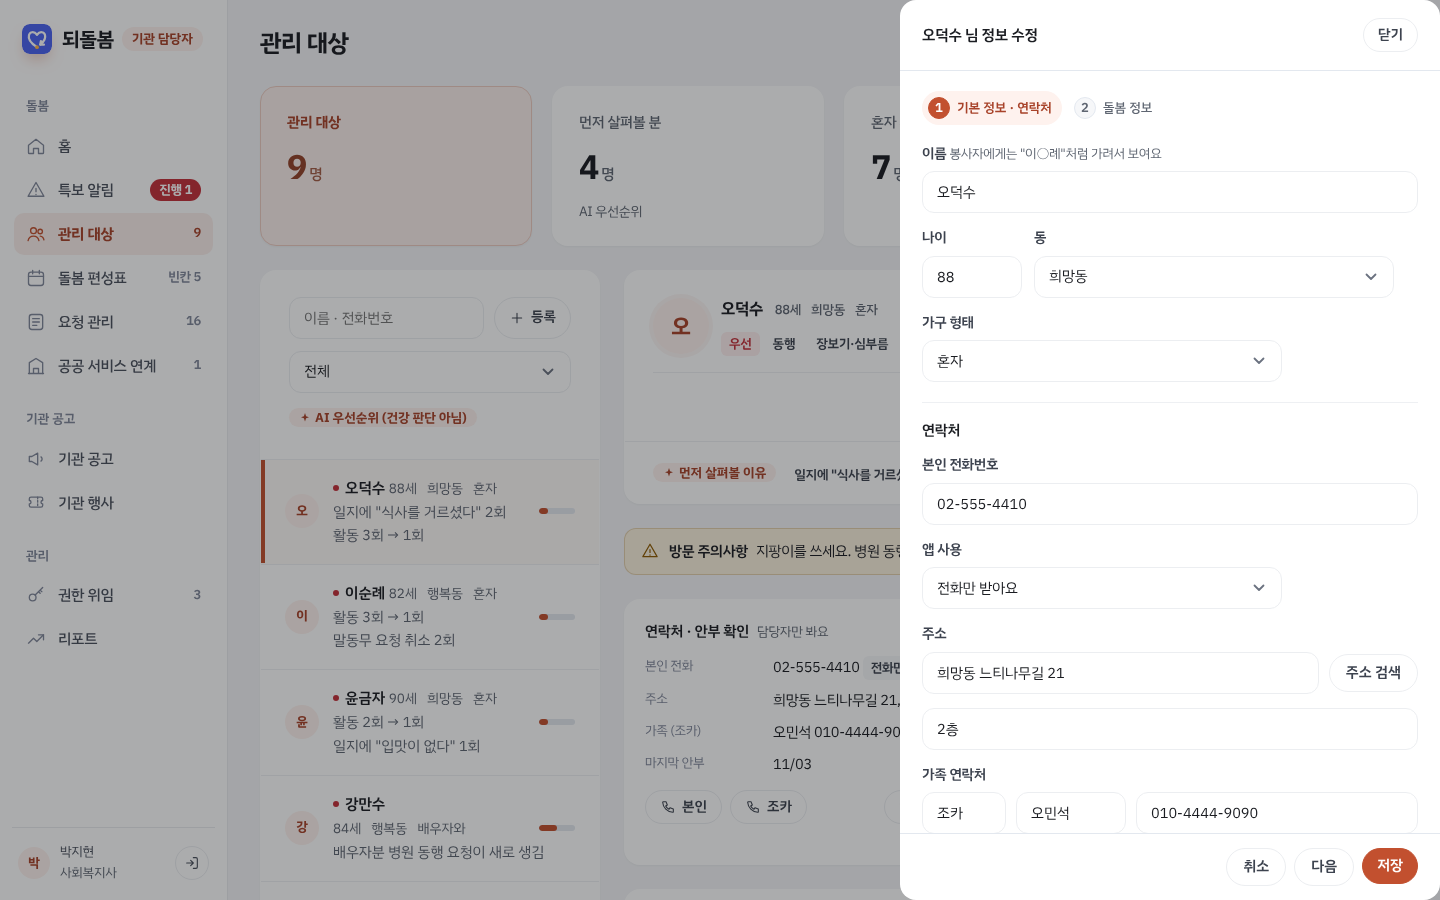 되돌봄 기관 담당자
돌봄
홈
특보 알림 진행 1
관리 대상 9
돌봄 편성표 빈칸 5
요청 관리 16
공공 서비스 연계 1
기관 공고
기관 공고
기관 행사
관리
권한 위임 3
리포트
박
박지현
사회복지사
관리 대상
관리 대상
9명
먼저 살펴볼 분
4명
AI 우선순위
혼자
7
이름 · 전화번호
등록
전체
AI 우선순위 (건강 판단 아님)
오
오덕수 88세 희망동 혼자
일지에 "식사를 거르셨다" 2회
활동 3회 → 1회
이
이순례 82세 행복동 혼자
활동 3회 → 1회
말동무 요청 취소 2회
윤
윤금자 90세 희망동 혼자
활동 2회 → 1회
일지에 "입맛이 없다" 1회
강
강만수
84세 행복동 배우자와
배우자분 병원 동행 요청이 새로 생김
오
오덕수 88세 희망동 혼자
우선 동행 장보기·심부름
먼저 살펴볼 이유 일지에 "식사를 거르셨
방문 주의사항 지팡이를 쓰세요. 병원 동행
연락처 · 안부 확인 담당자만 봐요
본인 전화 02-555-4410 전화만
주소 희망동 느티나무길 21,
가족 (조카) 오민석 010-4444-90
마지막 안부 11/03
본인
조카
오덕수 님 정보 수정
닫기
1 기본 정보 · 연락처
2 돌봄 정보
이름 봉사자에게는 "이○례"처럼 가려서 보여요
오덕수
나이 동
88 희망동
가구 형태
혼자
연락처
본인 전화번호
02-555-4410
앱 사용
전화만 받아요
주소
희망동 느티나무길 21
주소 검색
2층
가족 연락처
조카 오민석 010-4444-9090
취소 다음 저장